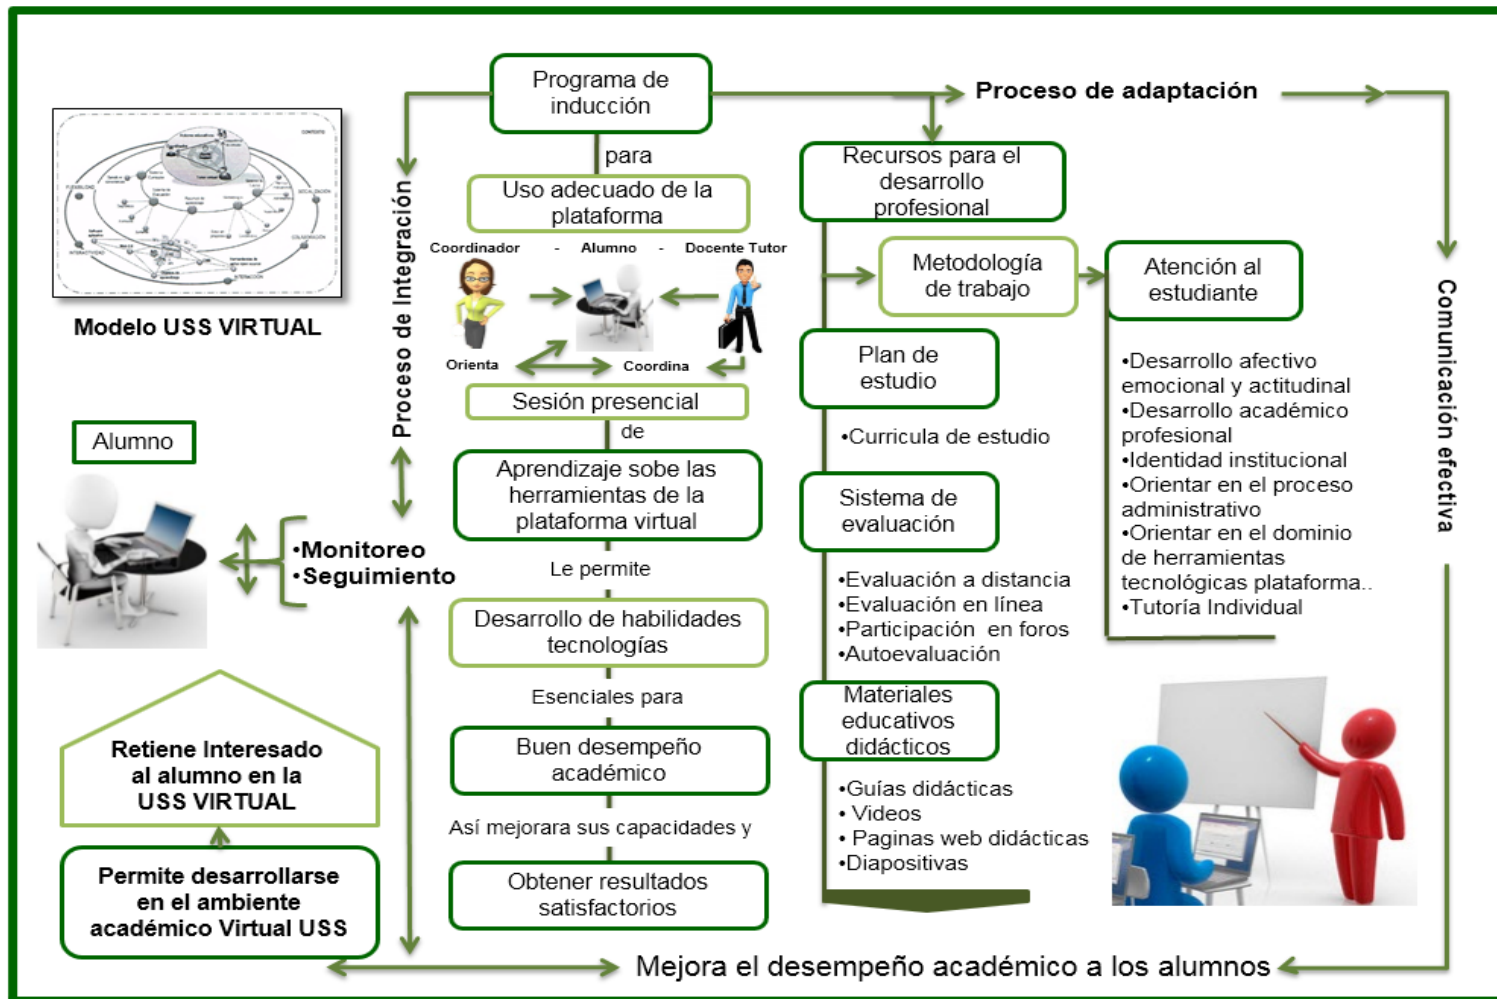 Programa de
inducción
Proceso de adaptación
para
Uso adecuado de la
plataforma
Coordinador - Alumno - Docente Tutor
Orienta
Coordina
Sesión presencial
de
Aprendizaje sobe las
herramientas de la
plataforma virtual
Le permite
Desarrollo de habilidades
tecnologías
Esenciales para
Buen desempeño
académico
Así mejorara sus capacidades y
Obtener resultados
satisfactorios
CONTEXTO
FLEXIBILIDAD
SOCIALIZACIÓN
COLABORACIÓN
INTERACTIVIDAD
INTERACCIÓN
Modelo USS VIRTUAL
Proceso de Integración
Alumno
•Monitoreo
•Seguimiento
Retiene Interesado
al alumno en la
USS VIRTUAL
Permite desarrollarse
en el ambiente
académico Virtual USS
Recursos para el
desarrollo
profesional
Metodología
de trabajo
Atención al
estudiante
Plan de
estudio
•Curricula de estudio
Sistema de
evaluación
•Evaluación a distancia
•Evaluación en línea
•Participación en foros
•Autoevaluación
Materiales
educativos
didácticos
•Guías didácticas
• Videos
• Paginas web didácticas
•Diapositivas
•Desarrollo afectivo
emocional y actitudinal
•Desarrollo académico
profesional
•Identidad institucional
•Orientar en el proceso
administrativo
•Orientar en el dominio
de herramientas
tecnológicas plataforma..
•Tutoría Individual
Comunicación efectiva
Mejora el desempeño académico a los alumnos